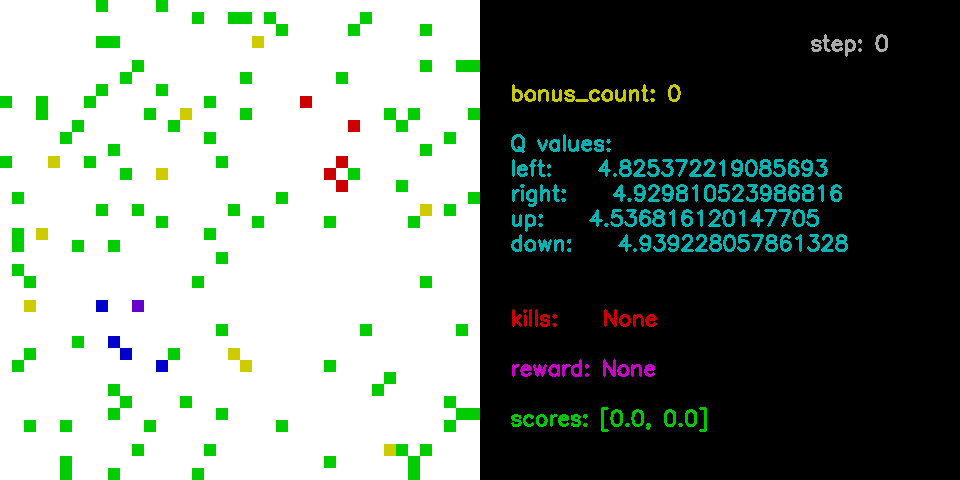 step: 0
bonus_count: 0
Q values:
left: 4.825372219085693
right: 4.929810523986816
up: 4.536816120147705
down: 4.939228057861328
kills: None
reward: None
scores: [0.0, 0.0]